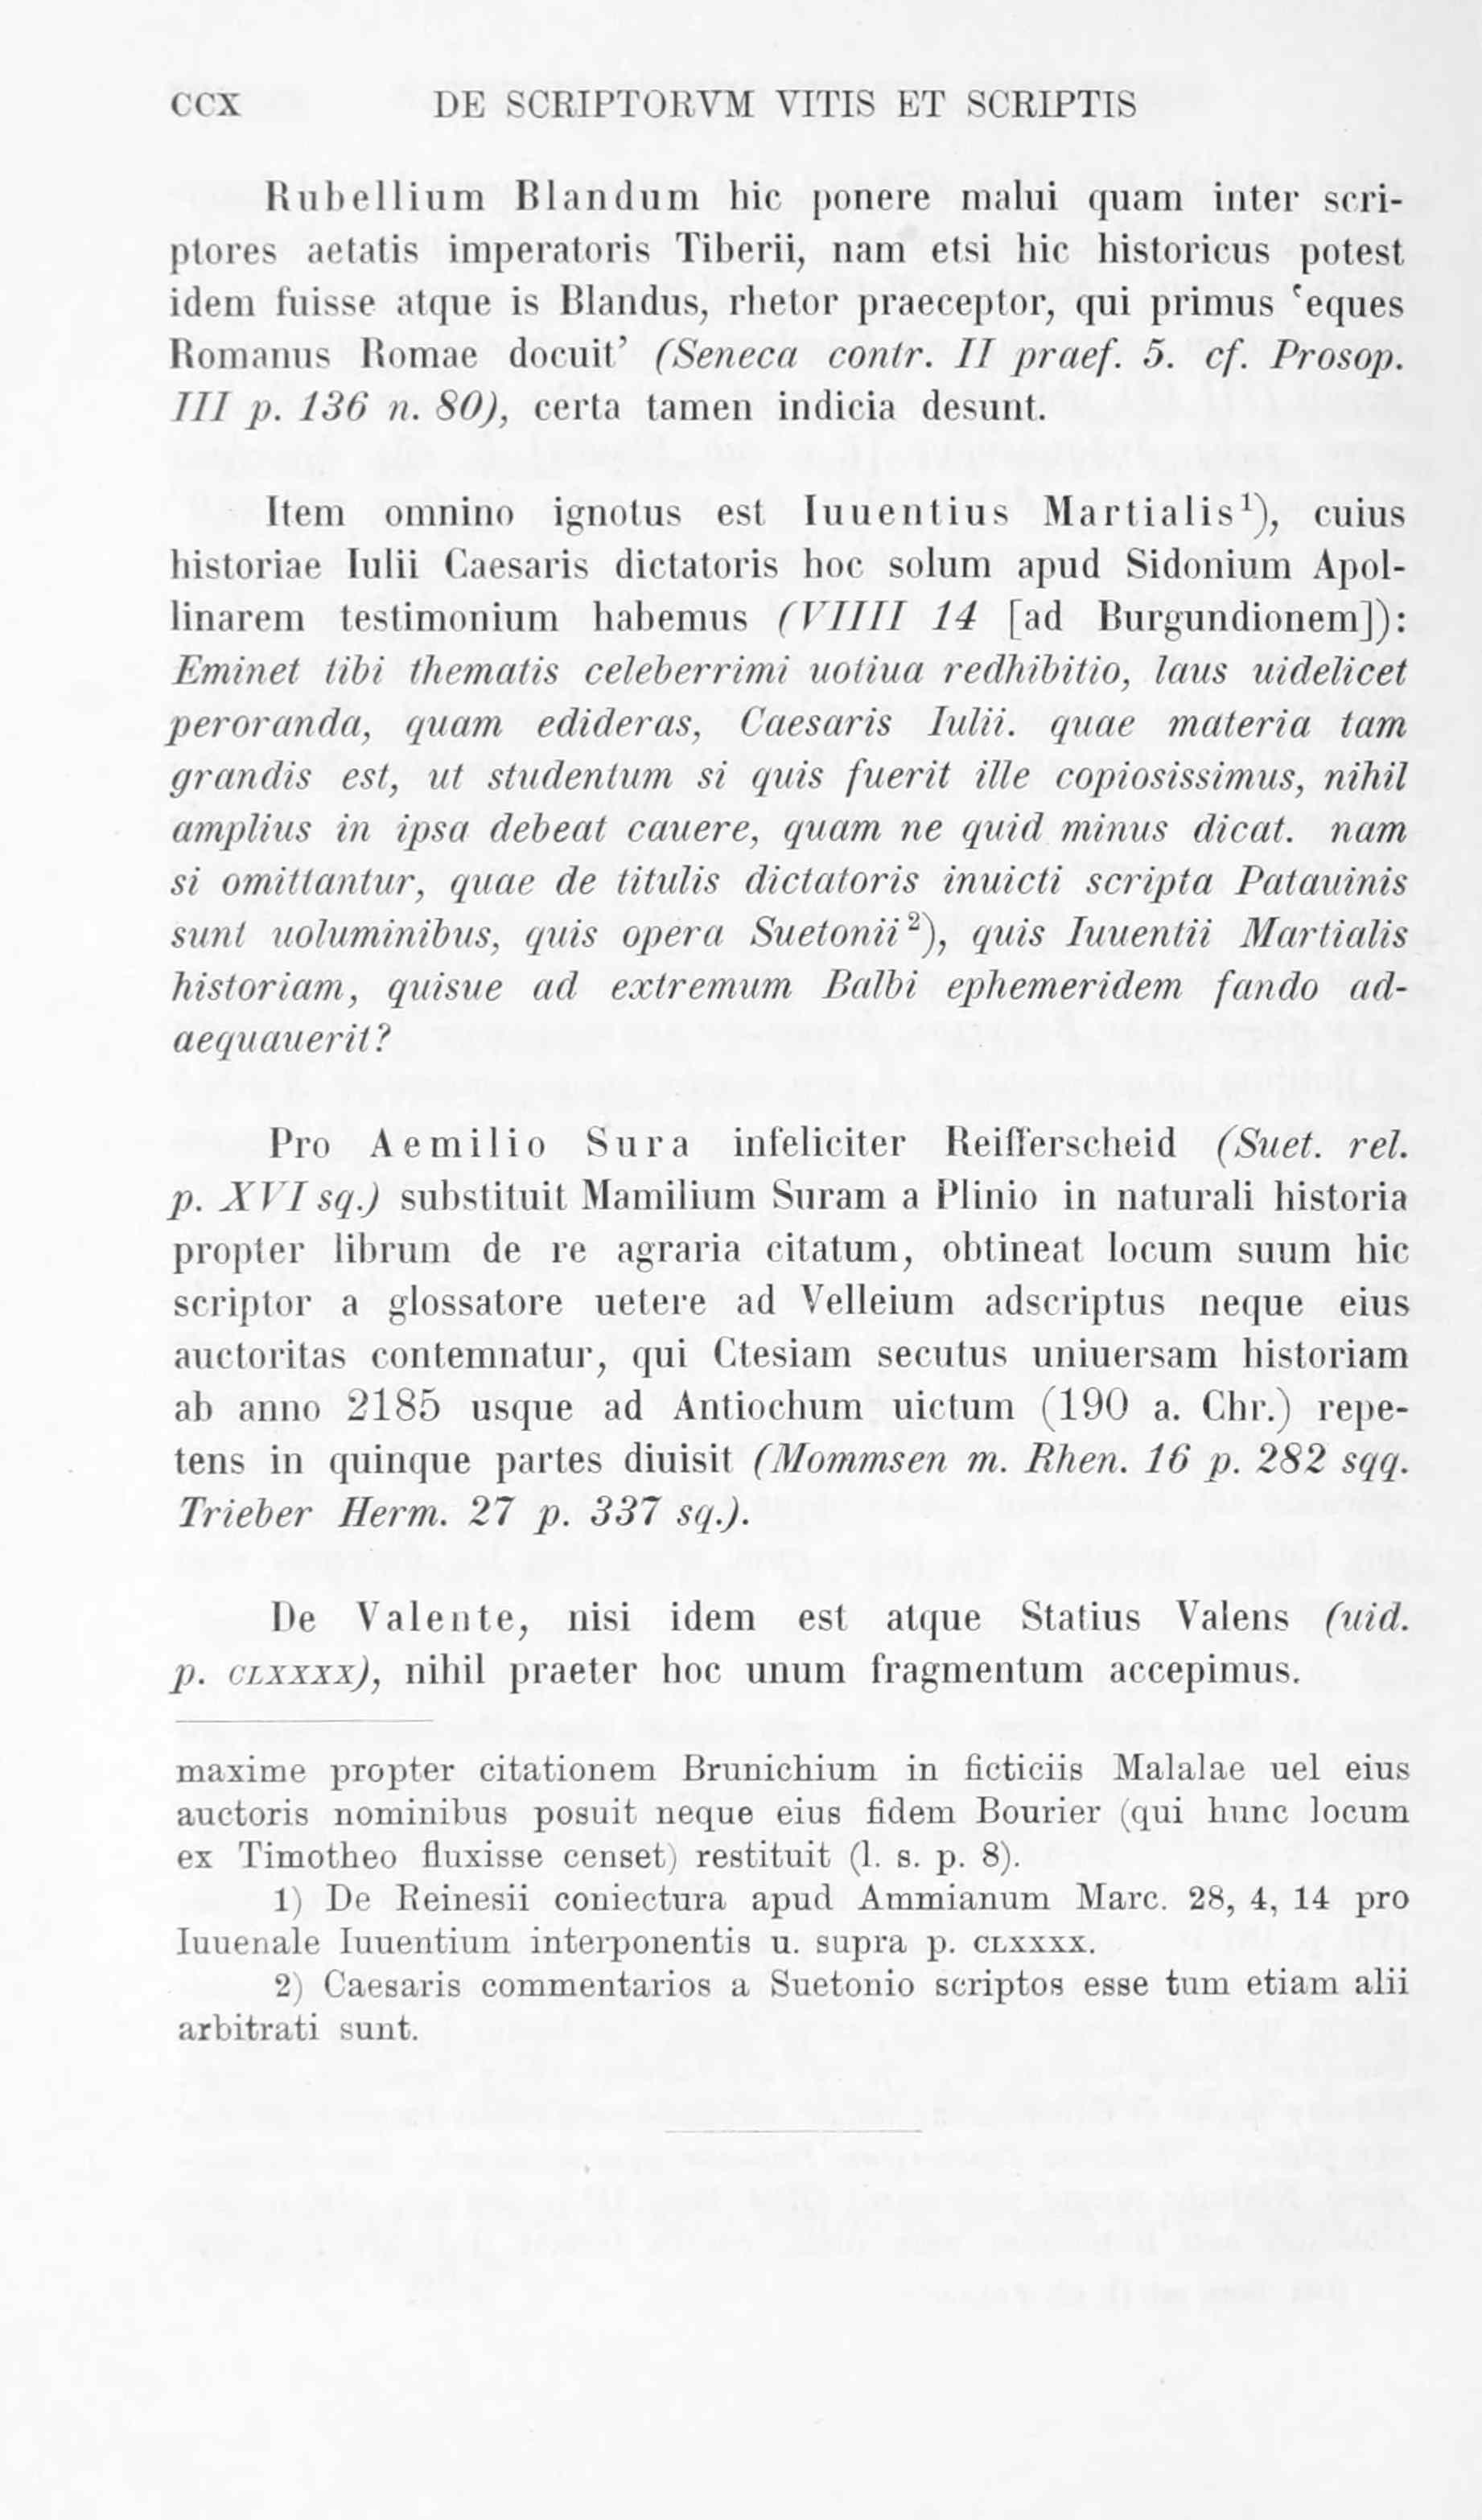 CCX DE SCRIPTORVM VITIS ET SCRIPTIS
Rubellium Blandum hic ponere malui quam inter scri-
ptores aetatis imperatoris Tiberii, nam etsi hic historicus potest
idem fuisse atque is Blandus, rhetor praeceptor, qui primus ‘eques
Romanus Romae docuit’ (Seneca contr. II praef. 5. cf. Prosop.
III p. 136 n. 80), certa tamen indicia desunt.
Item omnino ignotus est Iuuentius Martialis¹), cuius
historiae Iulii Caesaris dictatoris hoc solum apud Sidonium Apol-
linarem testimonium habemus (VIIII 14 [ad Burgundionem]):
Eminet tibi thematis celeberrimi uotiua redhibitio, laus uidelicet
peroranda, quam edideras, Caesaris Iulii. quae materia tam
grandis est, ut studentum si quis fuerit ille copiosissimus, nihil
amplius in ipsa debeat cauere, quam ne quid minus dicat. nam
si omittantur, quae de titulis dictatoris inuicti scripta Patauinis
sunt uoluminibus, quis opera Suetonii²), quis Iuuentii Martialis
historiam, quisue ad extremum Balbi ephemeridem fando ad-
aequauerit?
Pro Aemilio Sura infeliciter Reifferscheid (Suet. rel.
p. XVI sq.) substituit Mamilium Suram a Plinio in naturali historia
propter librum de re agraria citatum, obtineat locum suum hic
scriptor a glossatore uetere ad Velleium adscriptus neque eius
auctoritas contemnatur, qui Ctesiam secutus uniuersam historiam
ab anno 2185 usque ad Antiochum uictum (190 a. Chr.) repe-
tens in quinque partes diuisit (Mommsen m. Rhen. 16 p. 282 sqq.
Trieber Herm. 27 p. 337 sq.).
De Valente, nisi idem est atque Statius Valens (uid.
p. CLXXXX), nihil praeter hoc unum fragmentum accepimus.
maxime propter citationem Brunichium in ficticiis Malalae uel eius
auctoris nominibus posuit neque eius fidem Bourier (qui hunc locum
ex Timotheo fluxisse censet) restituit (l. s. p. 8).
1) De Reinesii coniectura apud Ammianum Marc. 28, 4, 14 pro
Iuuenale Iuuentium interponentis u. supra p. CLXXXX.
2) Caesaris commentarios a Suetonio scriptos esse tum etiam alii
arbitrati sunt.